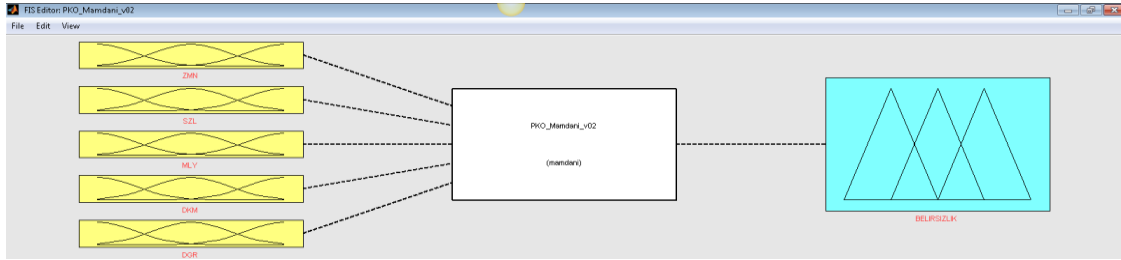 FIS Editor: PKO_Mamdani_v02
File Edit View
ZMN
SZL
MLY
DKM
DGR
PKO_Mamdani_v02
(mamdani)
BELIRSIZLIK